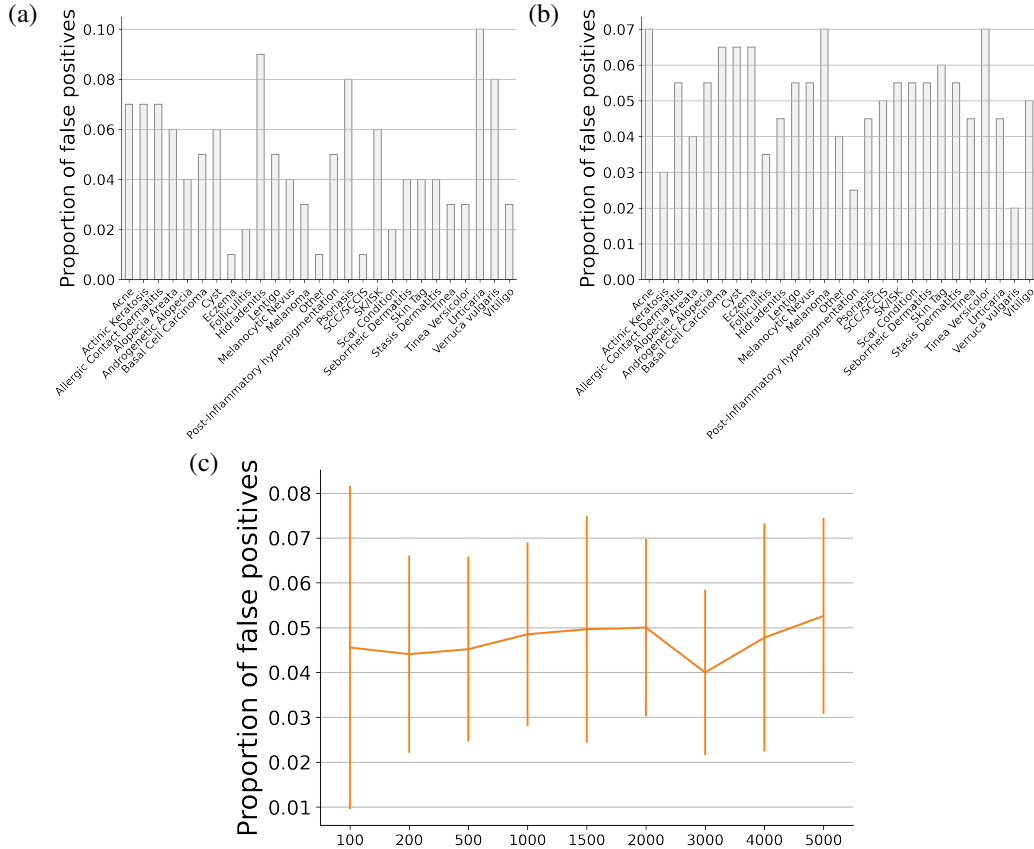 (a)
Proportion of false positives
0.10
0.08
0.06
0.04
0.02
0.00
Acne
Actinic Keratosis
Allergic Contact Dermatitis
Alopecia Areata
Androgenetic Alopecia
Basal Cell Carcinoma
Cyst
Eczema
Folliculitis
Hidradenitis
Lentigo
Melanocytic Nevus
Melanoma
Other
Post-Inflammatory hyperpigmentation
Psoriasis
SCC/SCCIS
SK/ISK
Scar Condition
Seborrheic Dermatitis
Skin Tag
Stasis Dermatitis
Tinea
Tinea Versicolor
Urticaria
Verruca vulgaris
Vitiligo
(b)
Proportion of false positives
0.07
0.06
0.05
0.04
0.03
0.02
0.01
0.00
Acne
Actinic Keratosis
Allergic Contact Dermatitis
Alopecia Areata
Androgenetic Alopecia
Basal Cell Carcinoma
Cyst
Eczema
Folliculitis
Hidradenitis
Lentigo
Melanocytic Nevus
Melanoma
Other
Post-Inflammatory hyperpigmentation
Psoriasis
SCC/SCCIS
SK/ISK
Scar Condition
Seborrheic Dermatitis
Skin Tag
Stasis Dermatitis
Tinea
Tinea Versicolor
Urticaria
Verruca vulgaris
Vitiligo
(c)
Proportion of false positives
0.08
0.07
0.06
0.05
0.04
0.03
0.02
0.01
100 200 500 1000 1500 2000 3000 4000 5000